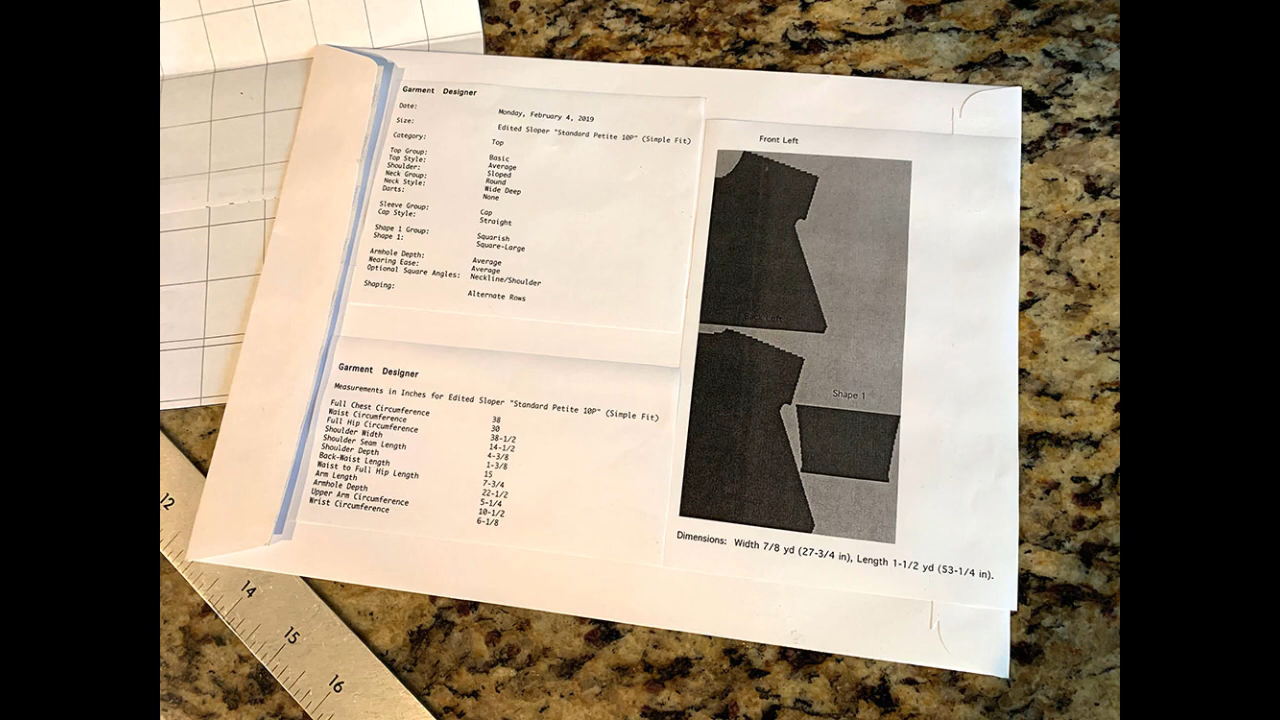 Garment Designer
Date: Monday, February 4, 2019
Size: Edited Sloper "Standard Petite 10P" (Simple Fit)
Category: Top
Top Group: Basic
Top Style: Average
Shoulder: Sloped
Neck Group: Round
Neck Style: Wide Deep
Darts: None
Sleeve Group: Cap
Cap Style: Straight
Shape 1 Group: Squarish
Shape 1: Square-Large
Armhole Depth: Average
Wearing Ease: Average
Optional Square Angles: Neckline/Shoulder
Shaping: Alternate Rows
Garment Designer
Measurements in Inches for Edited Sloper "Standard Petite 10P" (Simple Fit)
Full Chest Circumference 38
Waist Circumference 30
Full Hip Circumference 38-1/2
Shoulder Width 14-1/2
Shoulder Seam Length 4-3/8
Shoulder Depth 1-3/8
Back-Waist Length 15
Waist to Full Hip Length 7-3/4
Arm Length 22-1/2
Armhole Depth 5-1/4
Upper Arm Circumference 10-1/2
Wrist Circumference 6-1/8
Front Left
Back Left
Shape 1
Dimensions: Width 7/8 yd (27-3/4 in), Length 1-1/2 yd (53-1/4 in).
12
14
15
16